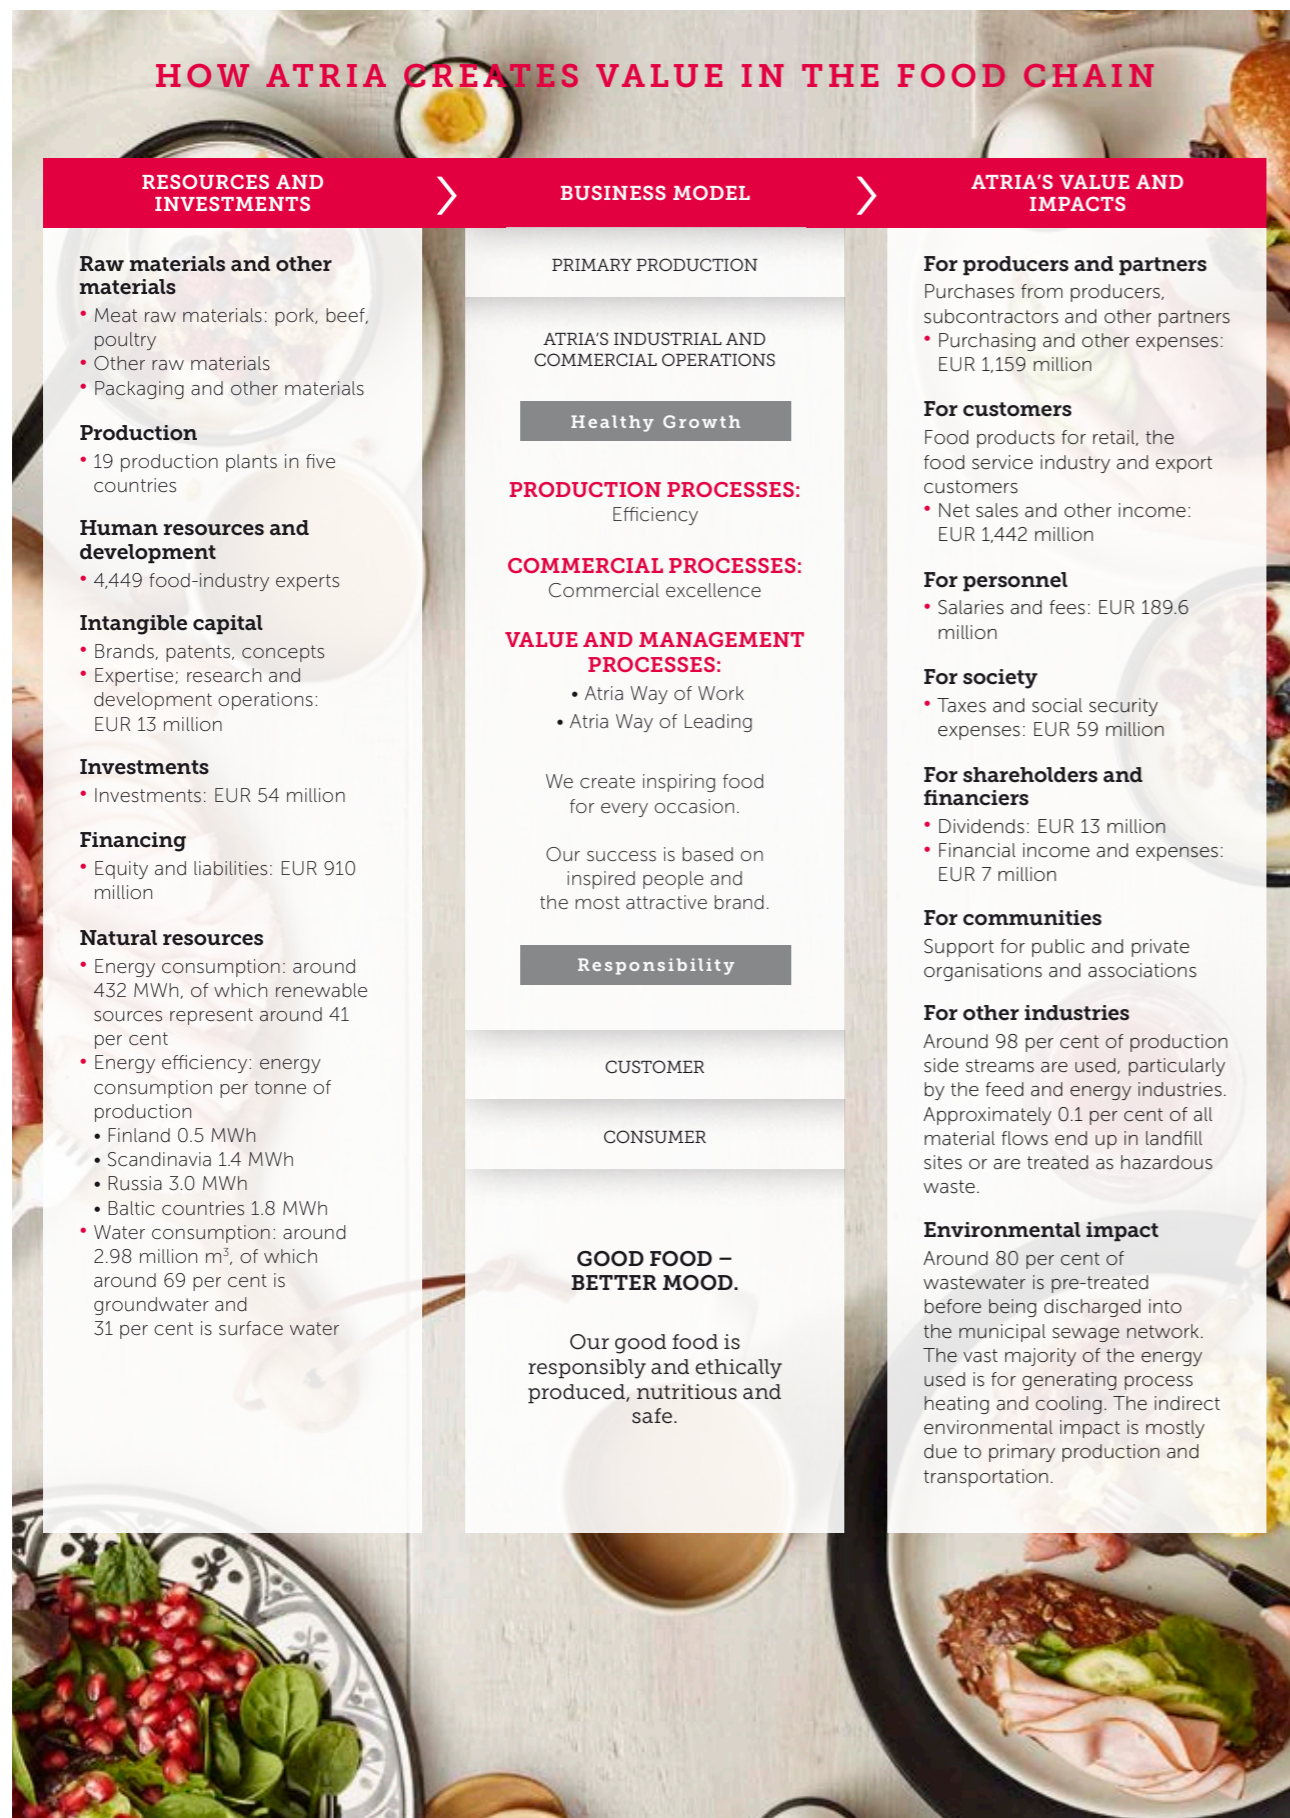 HOW ATRIA CREATES VALUE IN THE FOOD CHAIN
RESOURCES AND
INVESTMENTS
BUSINESS MODEL
ATRIA'S VALUE AND
IMPACTS
Raw materials and other
materials
• Meat raw materials: pork, beef,
poultry
• Other raw materials
• Packaging and other materials
Production
• 19 production plants in five
countries
Human resources and
development
• 4,449 food-industry experts
Intangible capital
• Brands, patents, concepts
• Expertise; research and
development operations:
EUR 13 million
Investments
• Investments: EUR 54 million
Financing
• Equity and liabilities: EUR 910
million
Natural resources
• Energy consumption: around
432 MWh, of which renewable
sources represent around 41
per cent
• Energy efficiency: energy
consumption per tonne of
production
• Finland 0.5 MWh
• Scandinavia 1.4 MWh
• Russia 3.0 MWh
• Baltic countries 1.8 MWh
• Water consumption: around
2.98 million m³, of which
around 69 per cent is
groundwater and
31 per cent is surface water
PRIMARY PRODUCTION
ATRIA'S INDUSTRIAL AND
COMMERCIAL OPERATIONS
Healthy Growth
PRODUCTION PROCESSES:
Efficiency
COMMERCIAL PROCESSES:
Commercial excellence
VALUE AND MANAGEMENT
PROCESSES:
• Atria Way of Work
• Atria Way of Leading
We create inspiring food
for every occasion.
Our success is based on
inspired people and
the most attractive brand.
Responsibility
CUSTOMER
CONSUMER
GOOD FOOD –
BETTER MOOD.
Our good food is
responsibly and ethically
produced, nutritious and
safe.
For producers and partners
Purchases from producers,
subcontractors and other partners
• Purchasing and other expenses:
EUR 1,159 million
For customers
Food products for retail, the
food service industry and export
customers
• Net sales and other income:
EUR 1,442 million
For personnel
• Salaries and fees: EUR 189.6
million
For society
• Taxes and social security
expenses: EUR 59 million
For shareholders and
financiers
• Dividends: EUR 13 million
• Financial income and expenses:
EUR 7 million
For communities
Support for public and private
organisations and associations
For other industries
Around 98 per cent of production
side streams are used, particularly
by the feed and energy industries.
Approximately 0.1 per cent of all
material flows end up in landfill
sites or are treated as hazardous
waste.
Environmental impact
Around 80 per cent of
wastewater is pre-treated
before being discharged into
the municipal sewage network.
The vast majority of the energy
used is for generating process
heating and cooling. The indirect
environmental impact is mostly
due to primary production and
transportation.